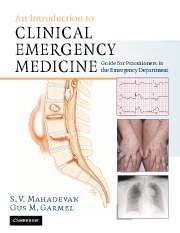 An Introduction to
CLINICAL
EMERGENCY
MEDICINE
Guide for Practitioners in
the Emergency Department
S.V. MAHADEVAN
GUS M. GARMEL
CAMBRIDGE